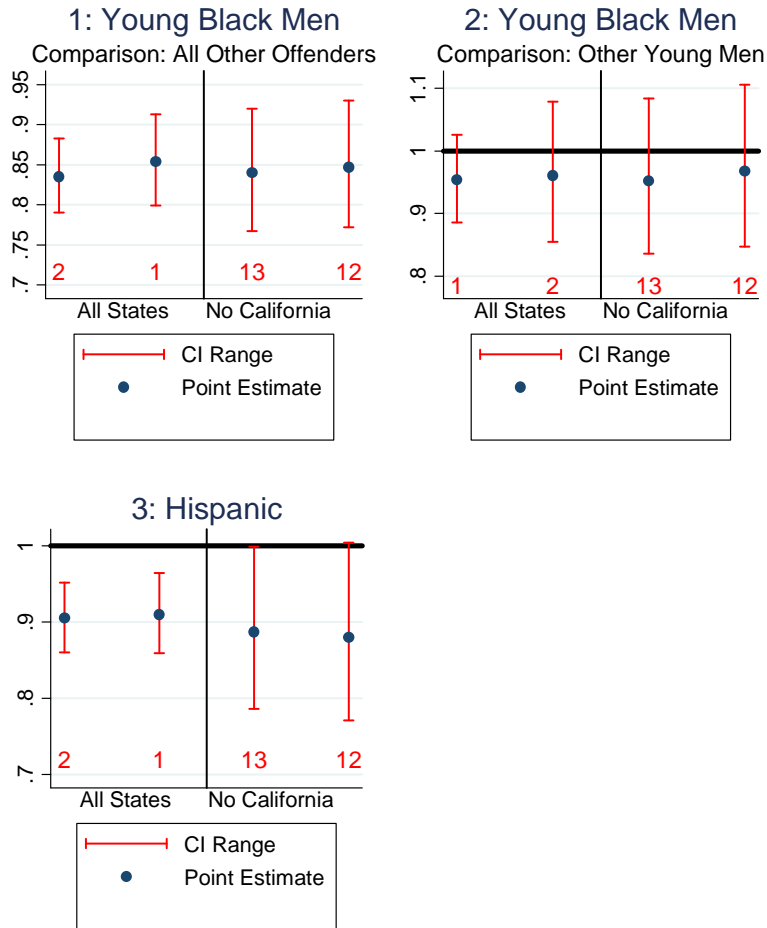 1: Young Black Men
Comparison: All Other Offenders
.95
.9
.85
.8
.75
.7
2 1 13 12
All States No California
CI Range
Point Estimate
2: Young Black Men
Comparison: Other Young Men
1.1
1
.9
.8
1 2 13 12
All States No California
CI Range
Point Estimate
3: Hispanic
1
.9
.8
.7
2 1 13 12
All States No California
CI Range
Point Estimate